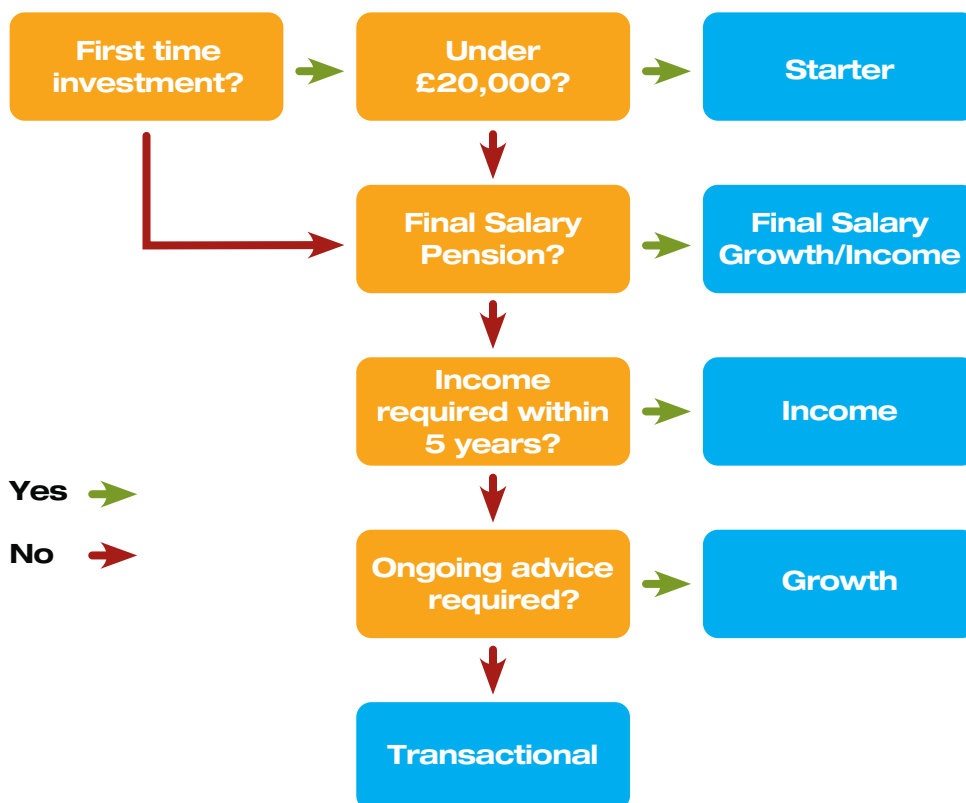 First time
investment?
Under
£20,000?
Starter
Final Salary
Pension?
Final Salary
Growth/Income
Income
required within
5 years?
Income
Yes
No
Ongoing advice
required?
Growth
Transactional